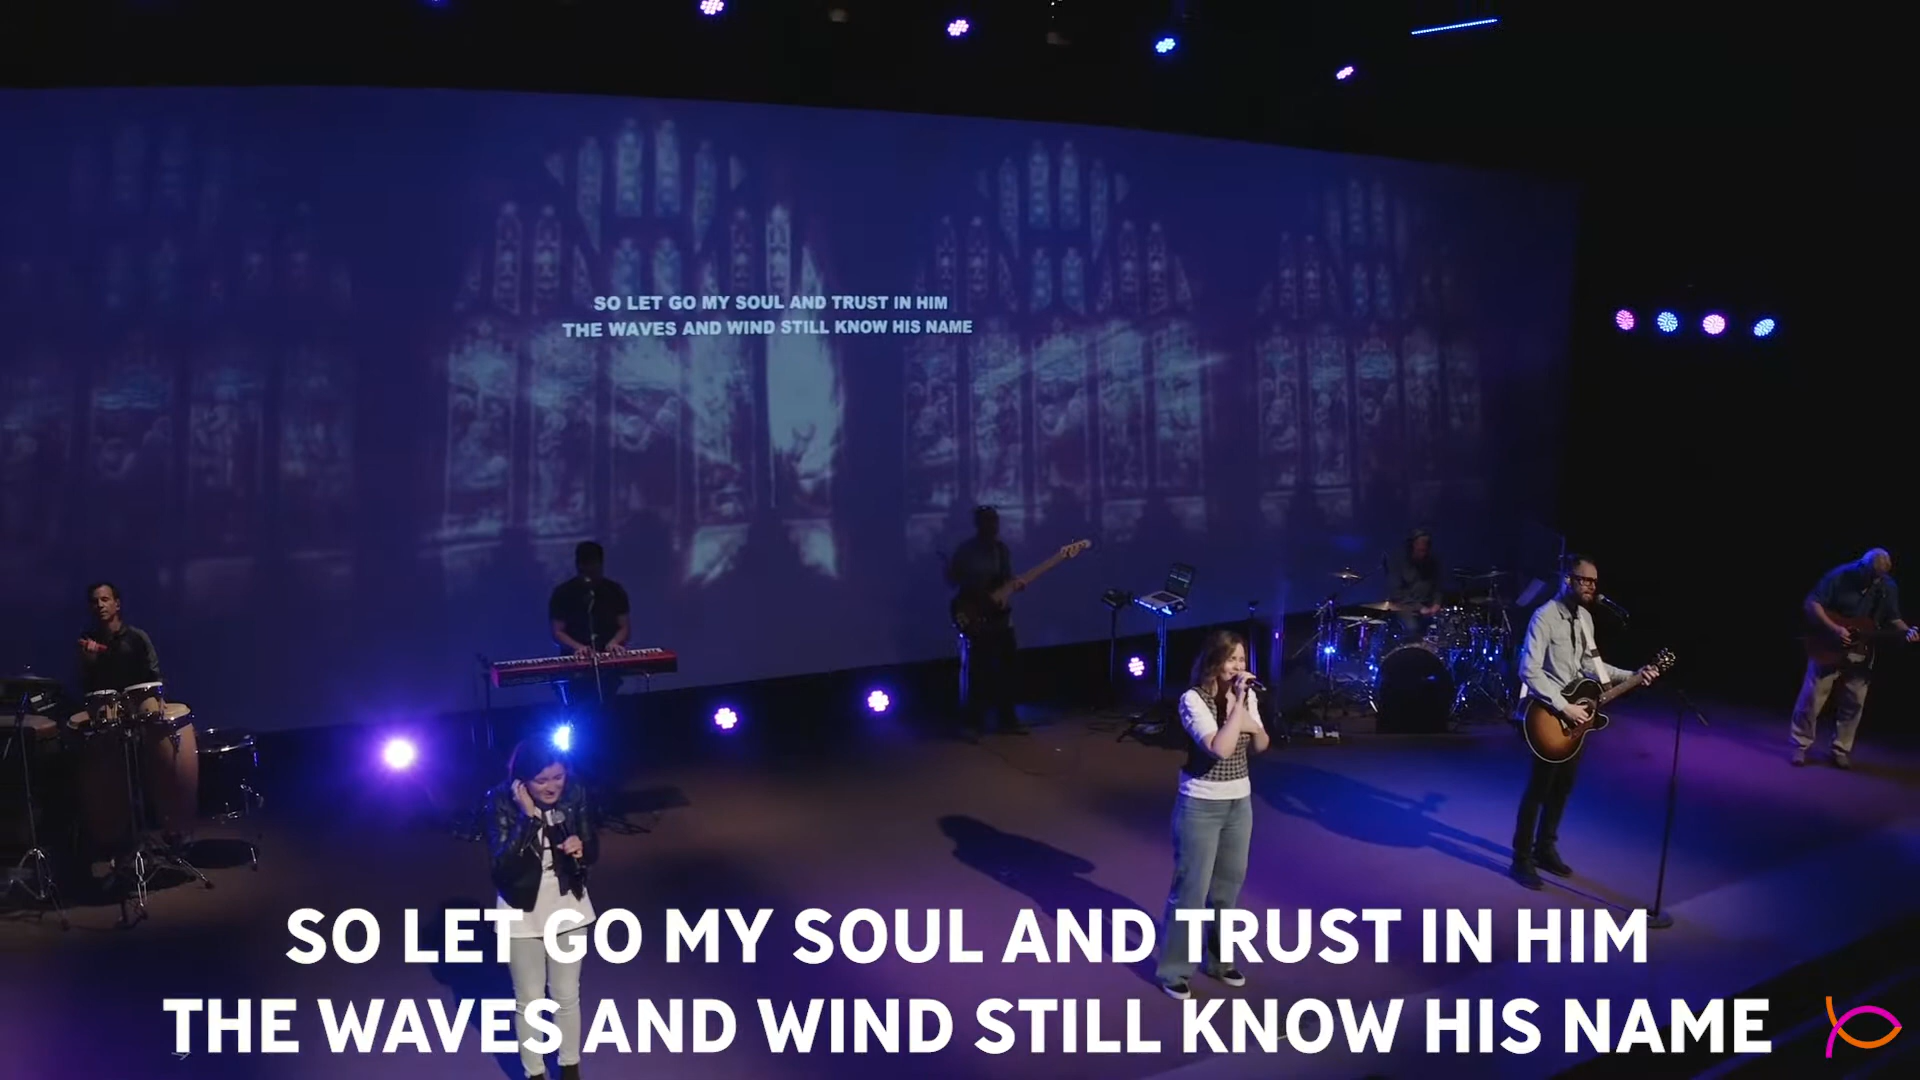 SO LET GO MY SOUL AND TRUST IN HIM
THE WAVES AND WIND STILL KNOW HIS NAME
SO LET GO MY SOUL AND TRUST IN HIM
THE WAVES AND WIND STILL KNOW HIS NAME